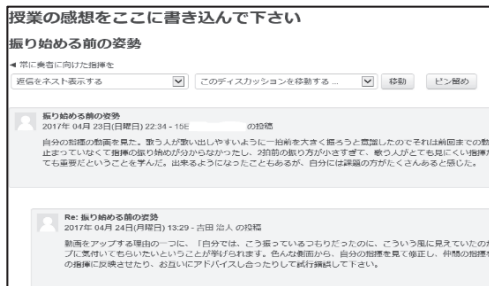 授業の感想をここに書き込んで下さい
振り始める前の姿勢
◀ 常に奏者に向けた指揮を
返信をネスト表示する
このディスカッションを移動する ...
移動
ピン留め
振り始める前の姿勢
2017年 04月 23日(日曜日) 22:34 - 15E の投稿
自分の指揮の動画を見た。歌う人が歌い出しやすいように一拍前を大きく振ろうと意識したのでそれは前回までの動
止まっていなくて指揮の振り始めが分からなかったし、2拍前の振り方が小さすぎて、歌う人がとても見にくい指揮だ
ても重要だということを学んだ。出来るようになったこともあるが、自分には課題の方がたくさんあると感じた。
Re: 振り始める前の姿勢
2017年 04月 24日(月曜日) 13:29 - 吉田 治人 の投稿
動画をアップする理由の一つに、「自分では、こう振っているつもりだったのに、こういう風に見えていたのか
プに気付いてもらいたいということが挙げられます。色んな側面から、自分の指揮を見て修正し、仲間の指揮を
の指揮に反映させたり、お互いにアドバイスし合ったりして試行錯誤して下さい。